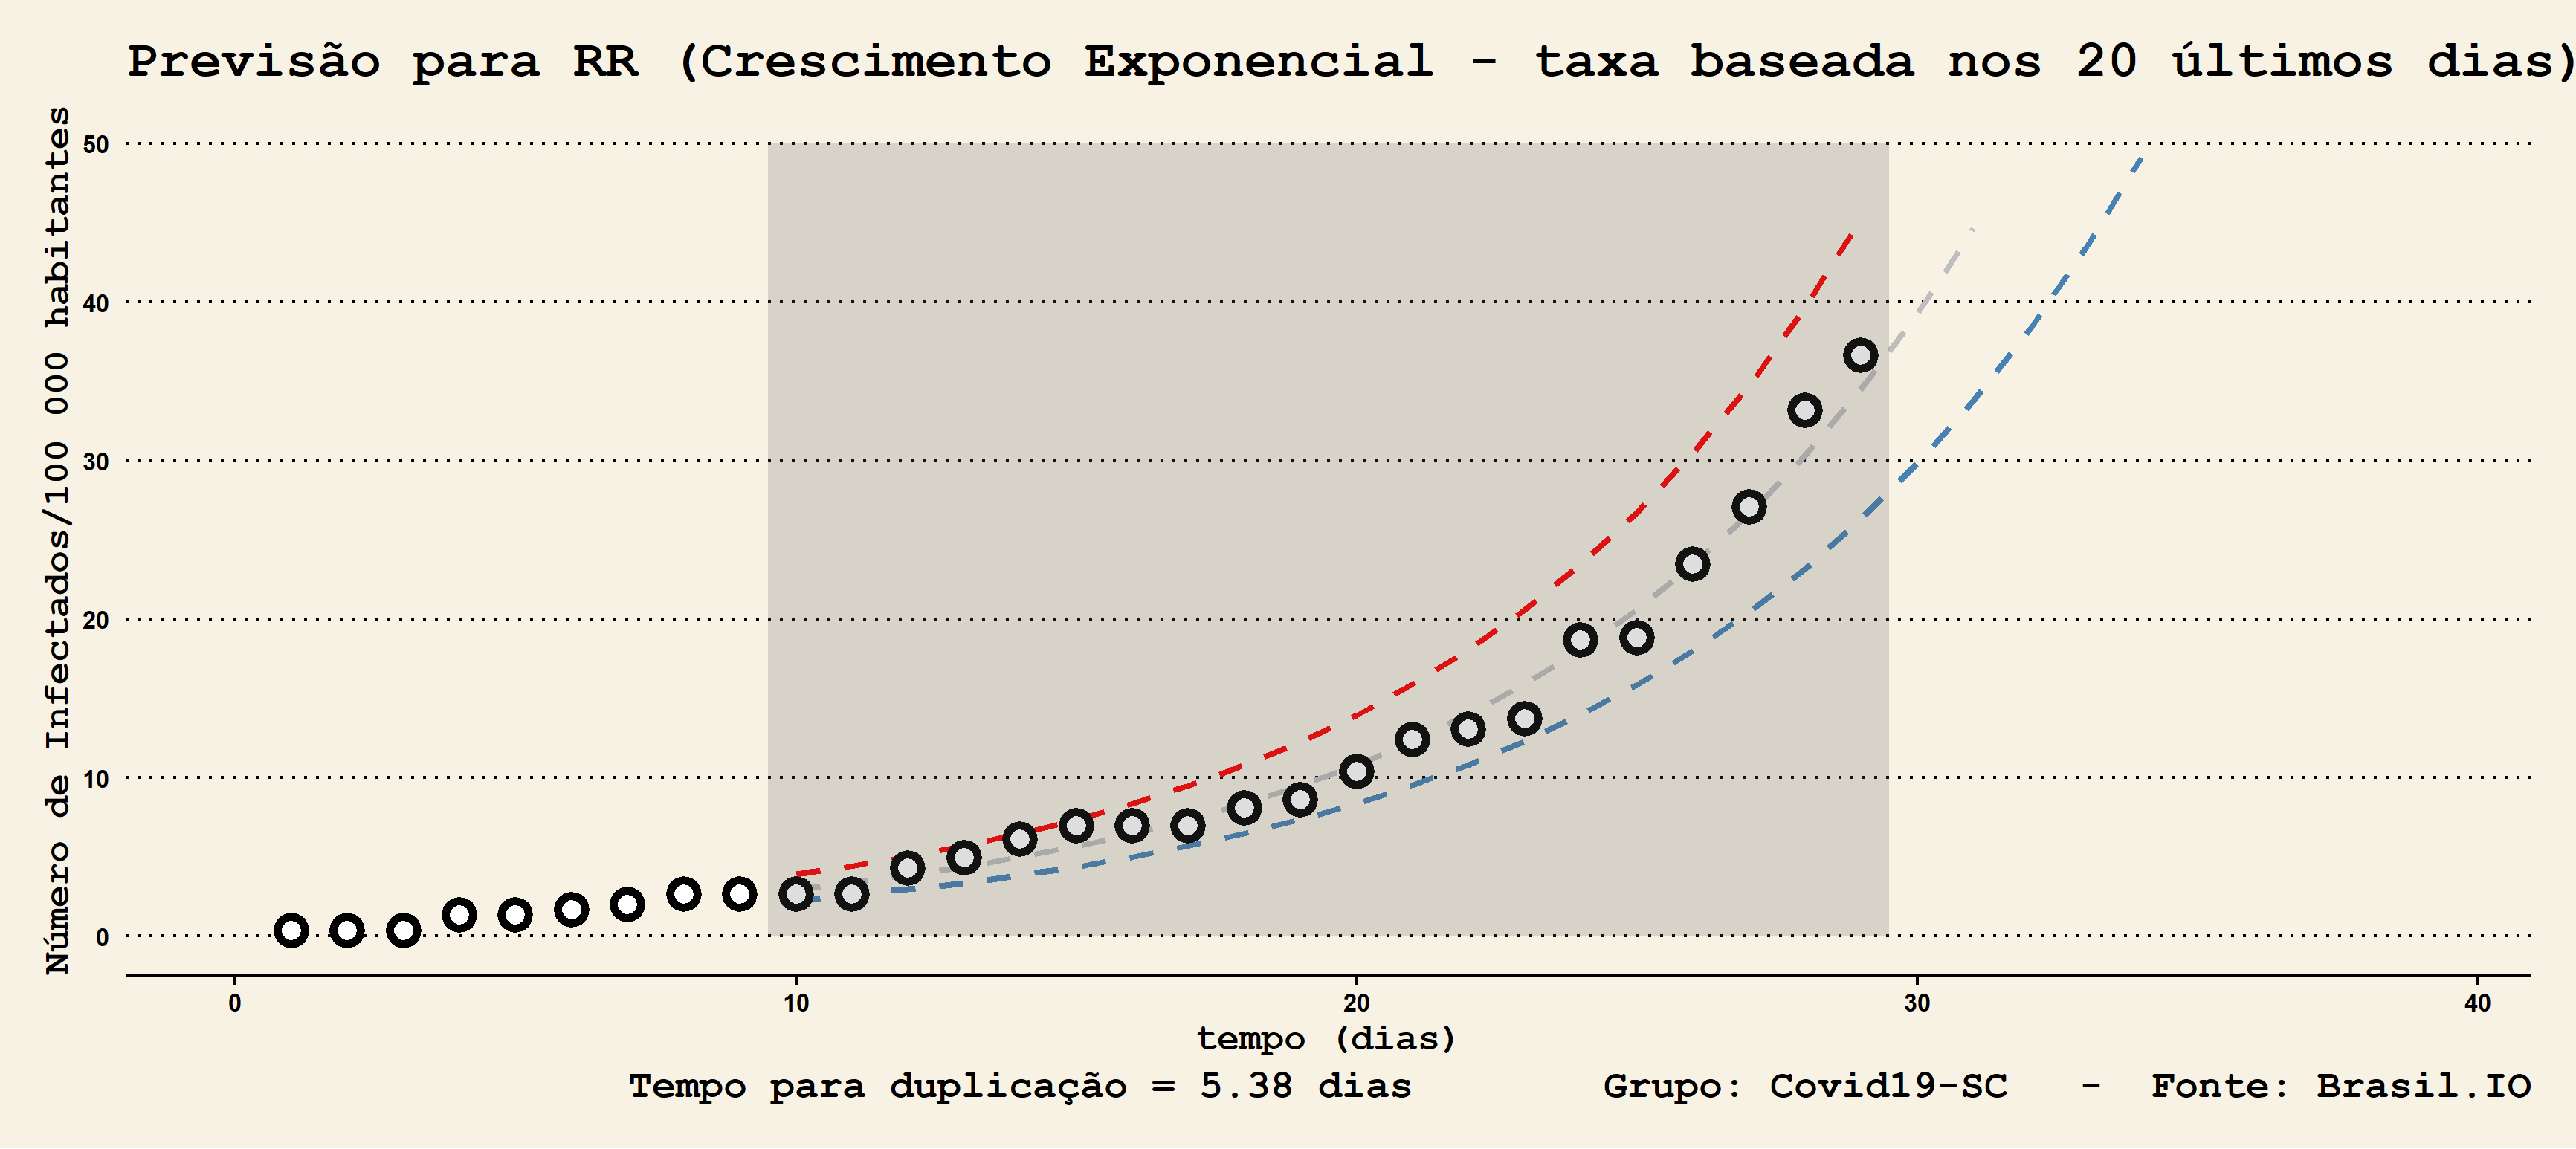 Previsão para RR (Crescimento Exponencial - taxa baseada nos 20 últimos dias)
Número de Infectados/100 000 habitantes
50
40
30
20
10
0
0 10 20 30 40
tempo (dias)
Tempo para duplicação = 5.38 dias Grupo: Covid19-SC - Fonte: Brasil.IO